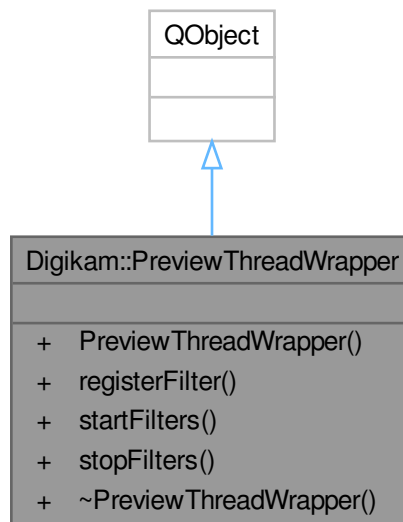 QObject
Digikam::PreviewThreadWrapper
+ PreviewThreadWrapper()
+ registerFilter()
+ startFilters()
+ stopFilters()
+ ~PreviewThreadWrapper()